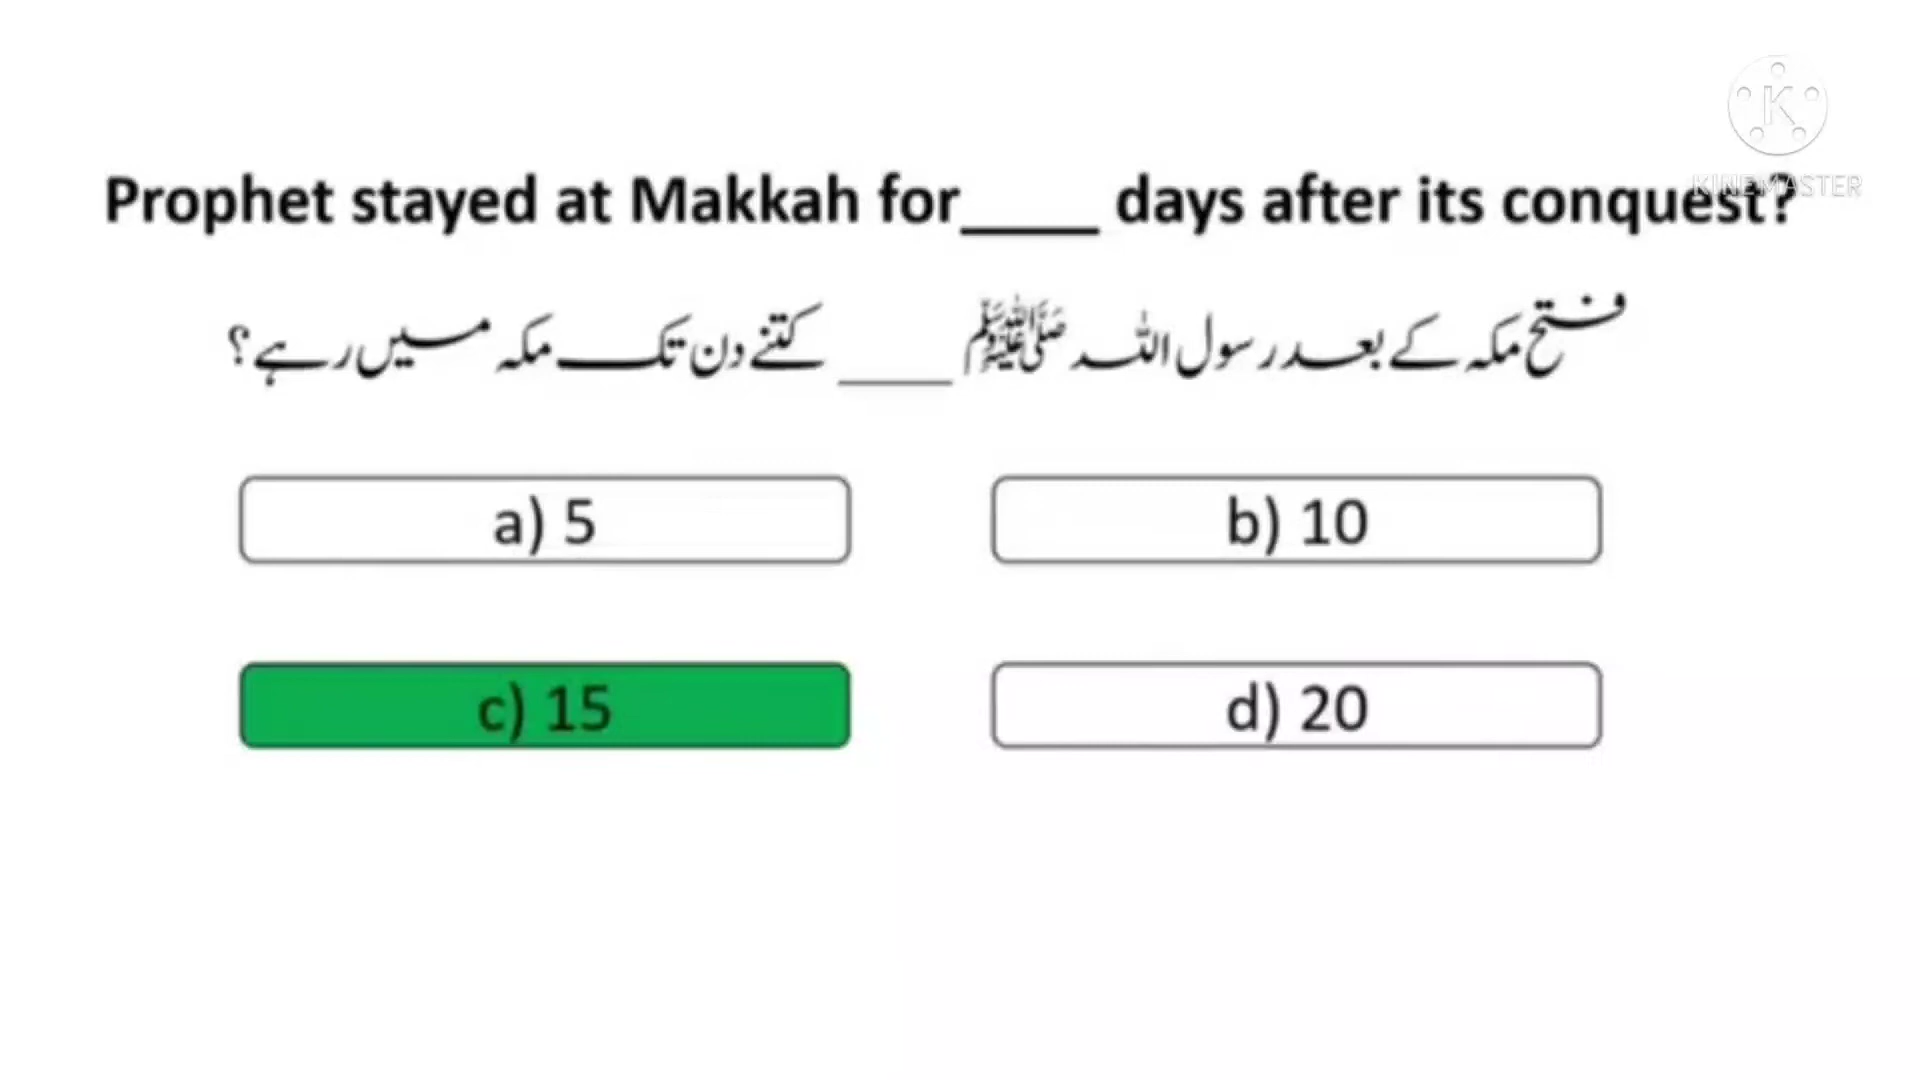 K
KINEMASTER
Prophet stayed at Makkah for____ days after its conquest?
فتح مکہ کے بعد رسول اللہ ﷺ ____ کتنے دن تک مکہ میں رہے؟
a) 5
b) 10
c) 15
d) 20